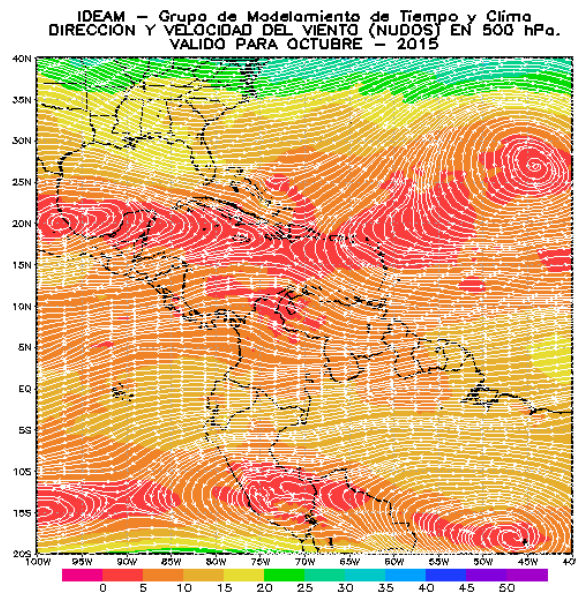 IDEAM – Grupo de Modelamiento de Tiempo y Clima
DIRECCION Y VELOCIDAD DEL VIENTO (NUDOS) EN 500 hPa.
VALIDO PARA OCTUBRE – 2015
40N
35N
30N
25N
20N
15N
10N
5N
EQ
5S
10S
15S
20S
100W 95W 90W 85W 80W 75W 70W 65W 60W 55W 50W 45W 40W
0 5 10 15 20 25 30 35 40 45 50